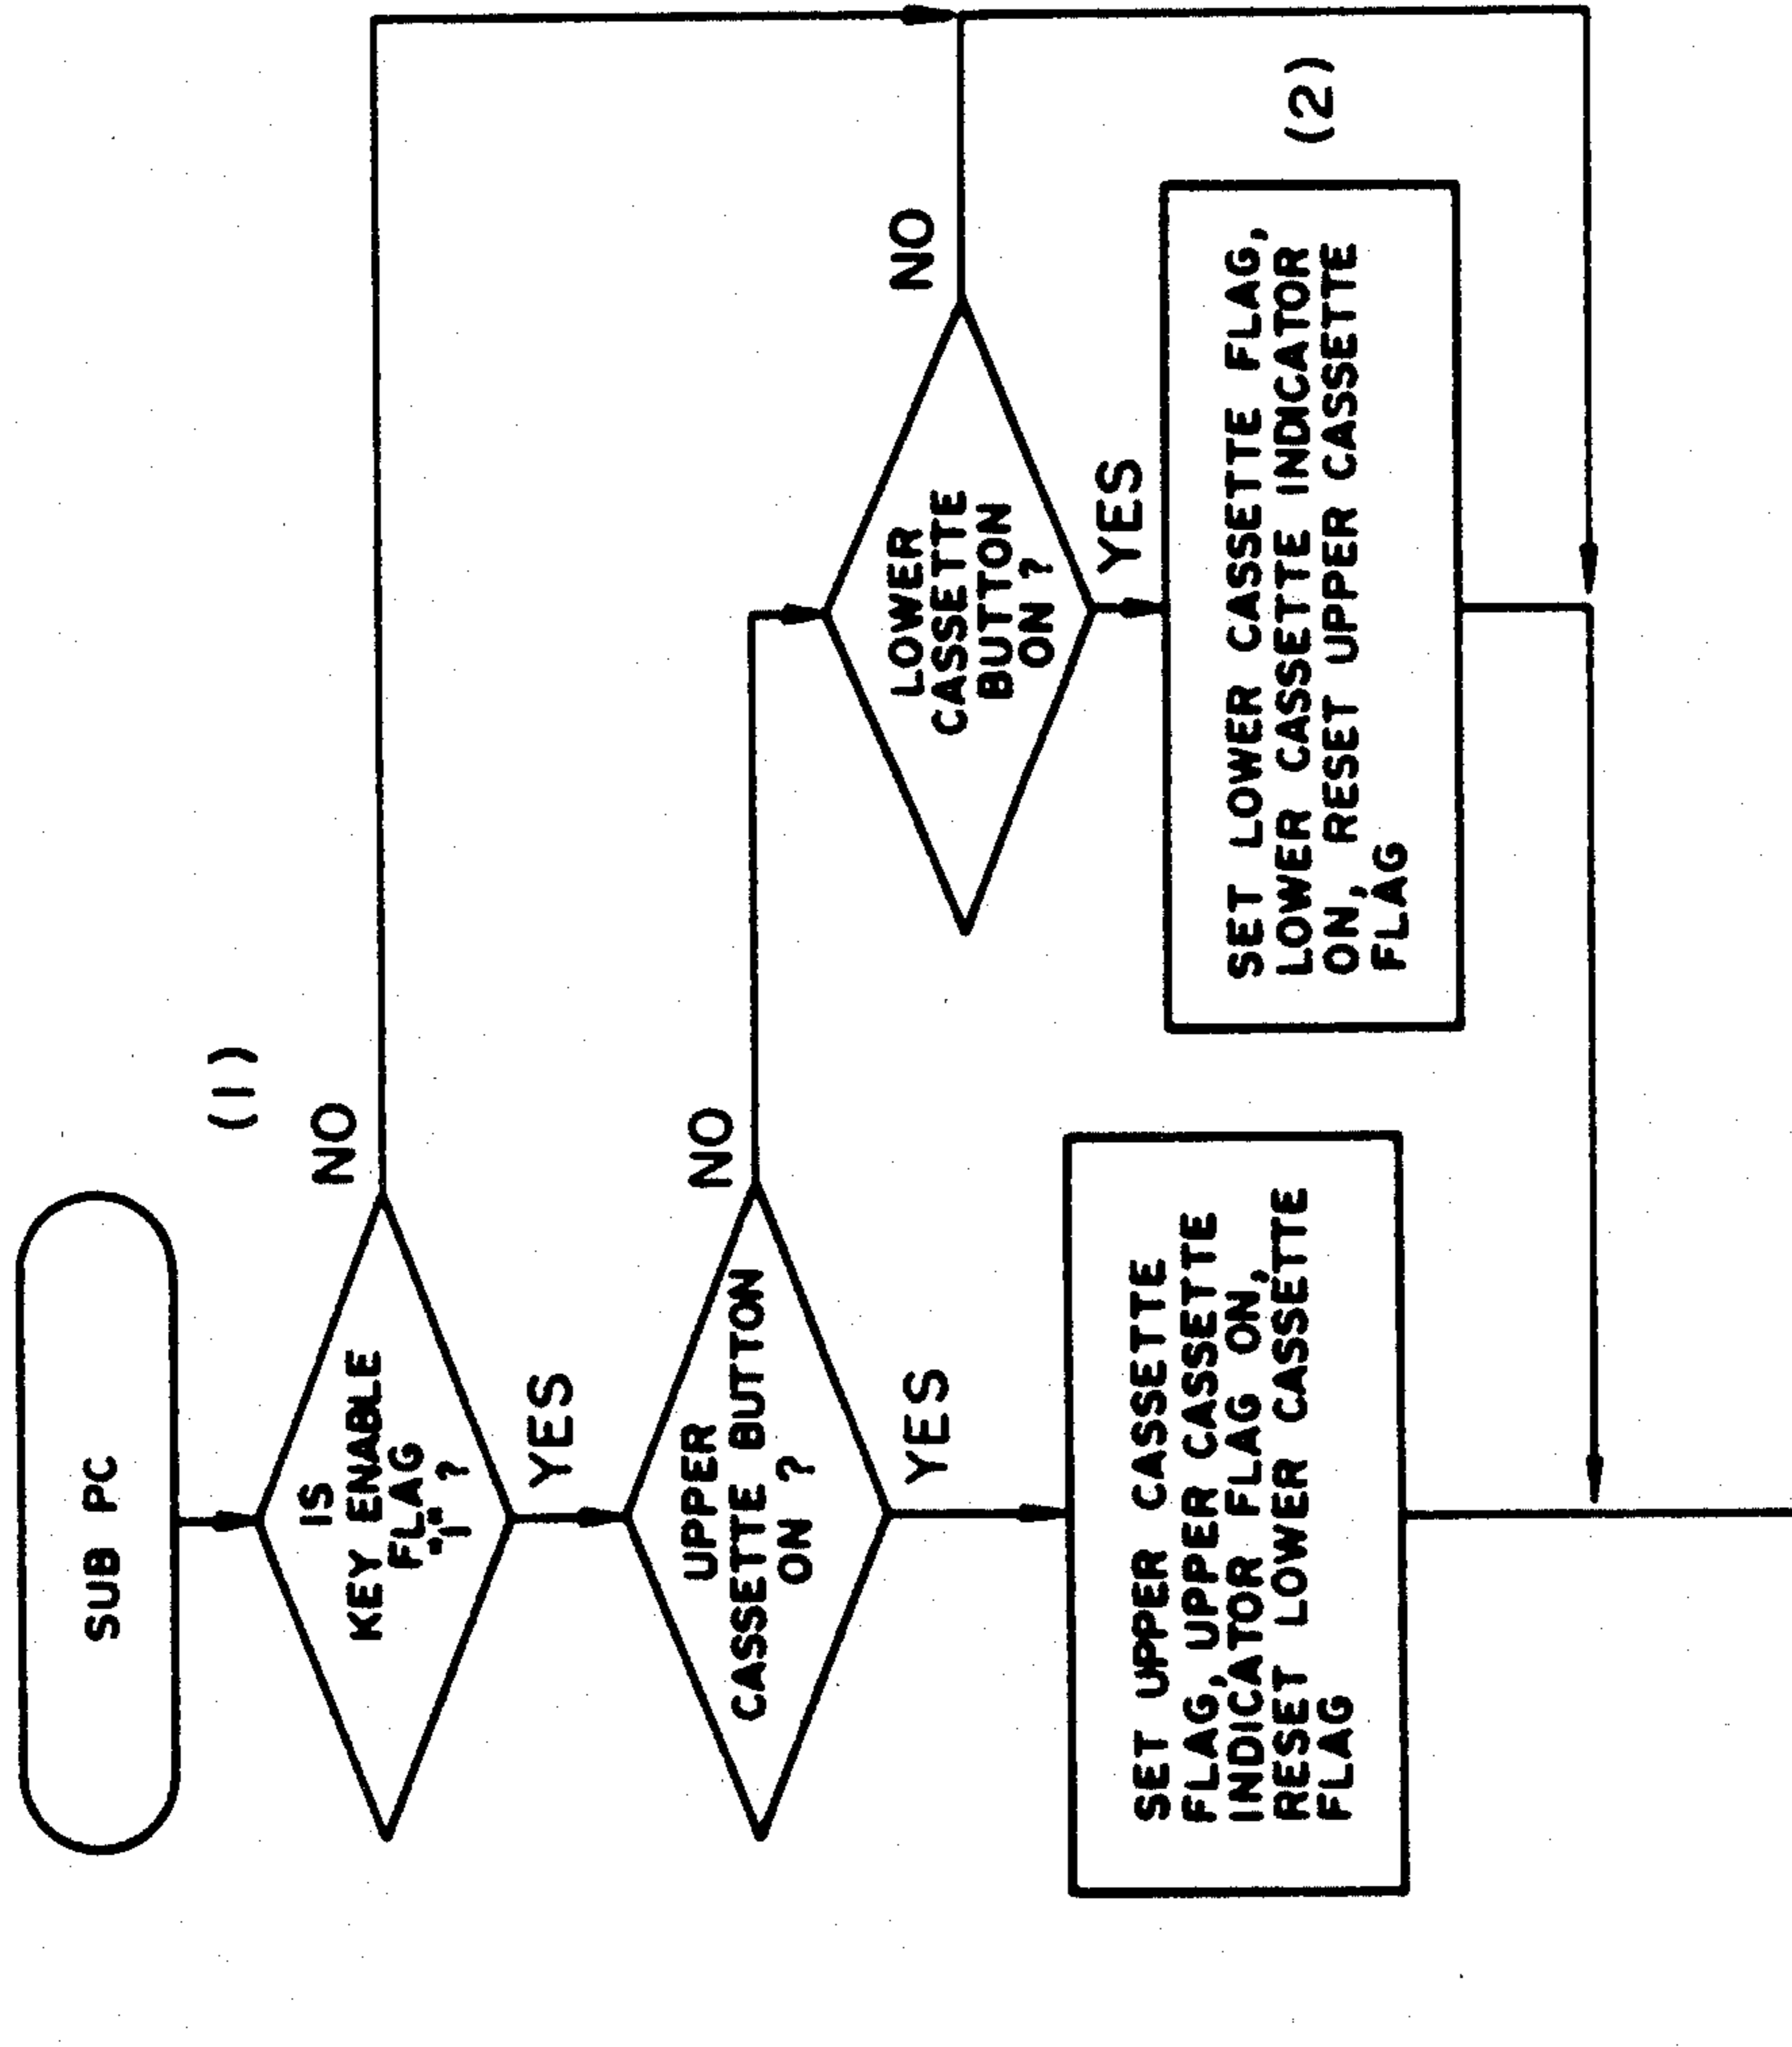 SUB PC
(1)
IS
KEY ENABLE
FLAG
"1" ?
NO
YES
UPPER
CASSETTE BUTTON
ON ?
NO
YES
LOWER
CASSETTE
BUTTON
ON ?
NO
YES
SET UPPER CASSETTE
FLAG, UPPER CASSETTE
INDICATOR FLAG ON,
RESET LOWER CASSETTE
FLAG
(2)
SET LOWER CASSETTE FLAG,
LOWER CASSETE INDICATOR
ON, RESET UPPER CASSETTE
FLAG